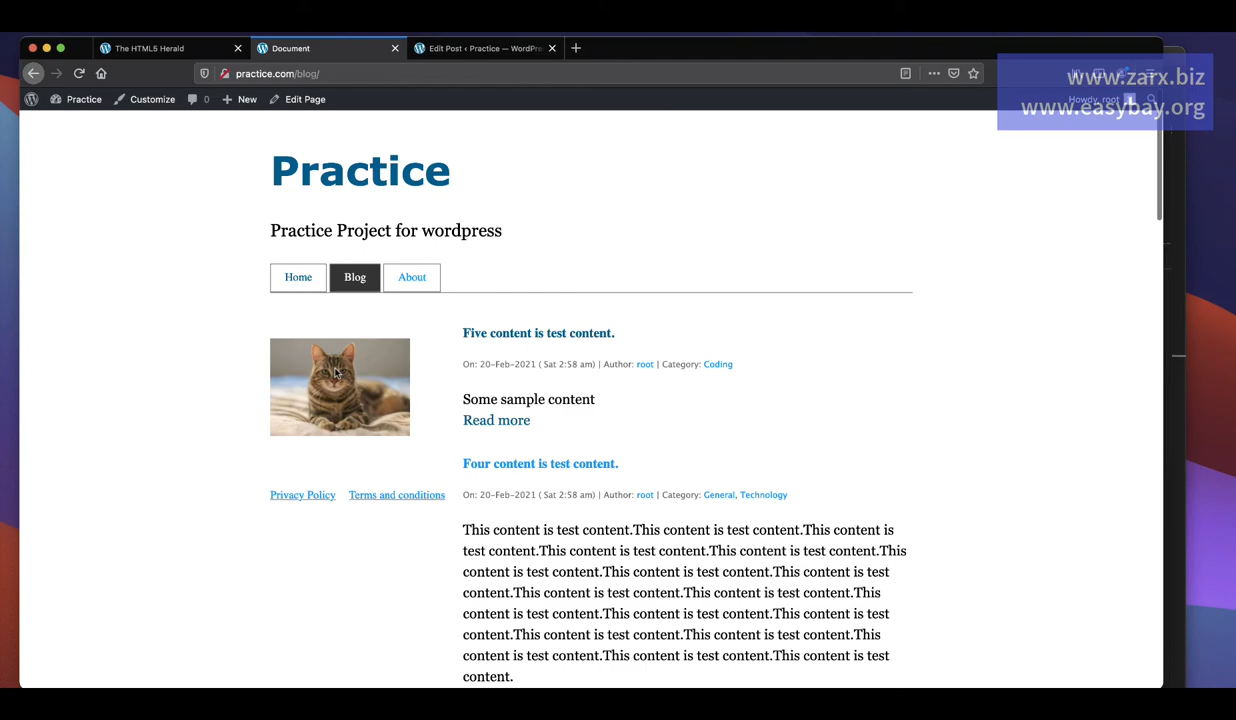 The HTML5 Herald
Document
Edit Post ‹ Practice — WordPre
practice.com/blog/
www.zarx.biz
www.easybay.org
Practice
Customize
0
New
Edit Page
Howdy, root
Practice
Practice Project for wordpress
Home
Blog
About
Five content is test content.
On: 20-Feb-2021 ( Sat 2:58 am) | Author: root | Category: Coding
Some sample content
Read more
Four content is test content.
On: 20-Feb-2021 ( Sat 2:58 am) | Author: root | Category: General, Technology
Privacy Policy
Terms and conditions
This content is test content.This content is test content.This content is
test content.This content is test content.This content is test content.This
content is test content.This content is test content.This content is test
content.This content is test content.This content is test content.This
content is test content.This content is test content.This content is test
content.This content is test content.This content is test content.This
content is test content.This content is test content.This content is test
content.